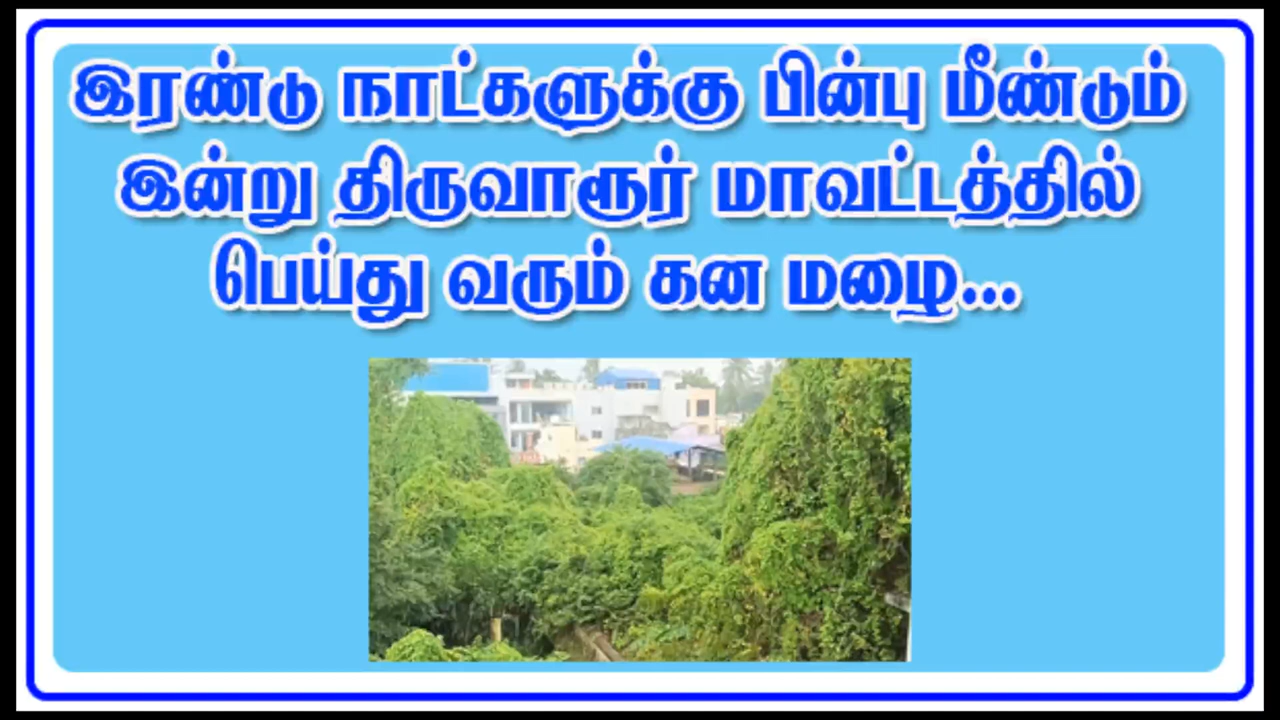 இரண்டு நாட்களுக்கு பின்பு மீண்டும்
இன்று திருவாரூர் மாவட்டத்தில்
பெய்து வரும் கன மழை...